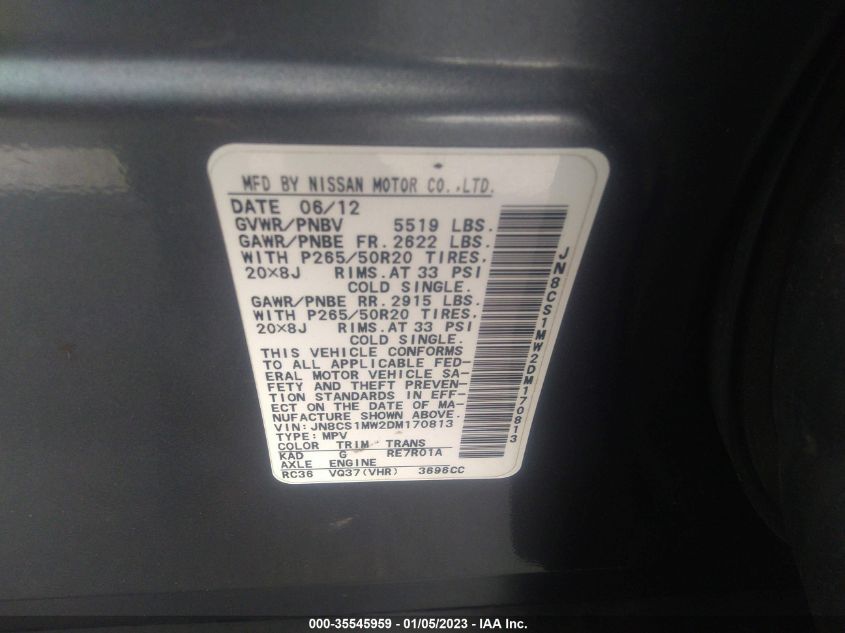 MFD BY NISSAN MOTOR CO.,LTD.
DATE 06/12
GVWR/PNBV 5519 LBS.
GAWR/PNBE FR. 2622 LBS.
WITH P265/50R20 TIRES.
20×8J RIMS. AT 33 PSI
COLD SINGLE.
GAWR/PNBE RR. 2915 LBS.
WITH P265/50R20 TIRES.
20×8J RIMS. AT 33 PSI
COLD SINGLE.
THIS VEHICLE CONFORMS
TO ALL APPLICABLE FED-
ERAL MOTOR VEHICLE SA-
FETY AND THEFT PREVEN-
TION STANDARDS IN EFF-
ECT ON THE DATE OF MA-
NUFACTURE SHOWN ABOVE.
VIN: JN8CS1MW2DM170813
TYPE: MPV
COLOR TRIM TRANS
KAD G RE7R01A
AXLE ENGINE
RC36 VQ37(VHR) 3696CC
JN8CS1MW2DM170813
000-35545959 — 01/05/2023 — IAA Inc.